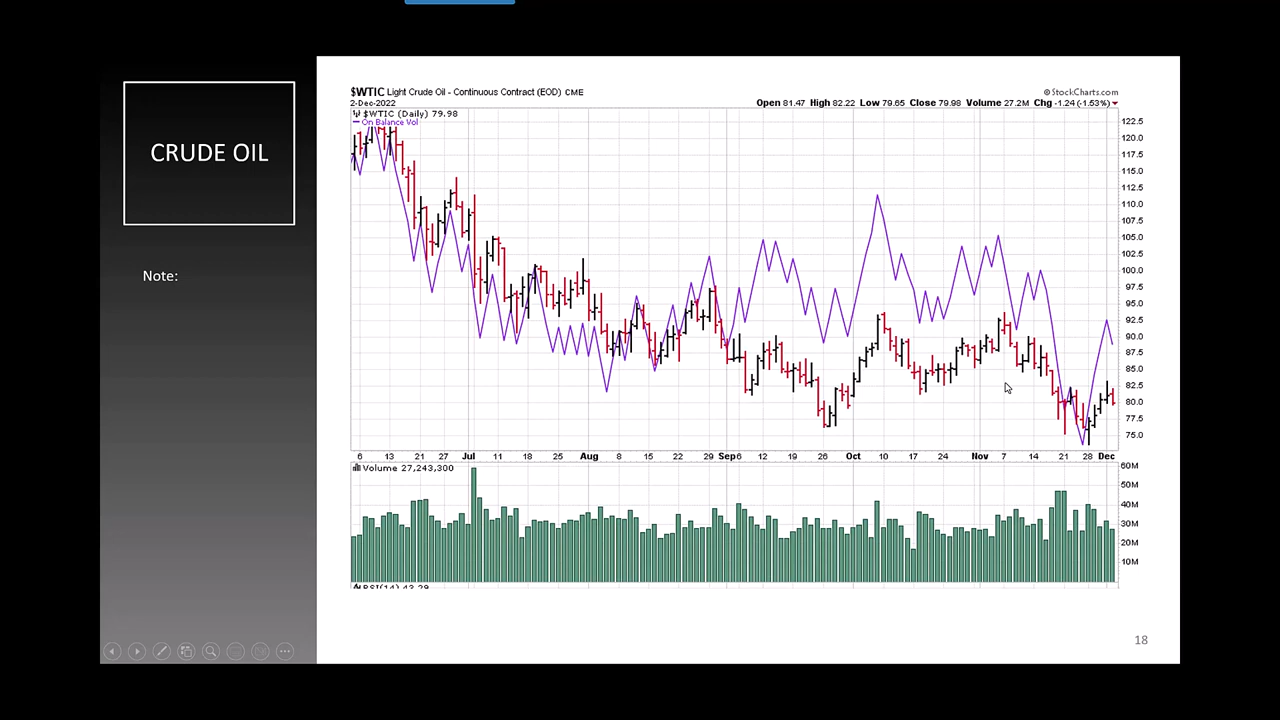 CRUDE OIL
Note:
$WTIC Light Crude Oil - Continuous Contract (EOD) CME
© StockCharts.com
2-Dec-2022
Open 81.47 High 82.22 Low 79.65 Close 79.98 Volume 27.2M Chg -1.24 (-1.53%)
$WTIC (Daily) 79.98
On Balance Vol
122.5
120.0
117.5
115.0
112.5
110.0
107.5
105.0
102.5
100.0
97.5
95.0
92.5
90.0
87.5
85.0
82.5
80.0
77.5
75.0
6 13 21 27 Jul 11 18 25 Aug 8 15 22 29 Sep 6 12 19 26 Oct 10 17 24 Nov 7 14 21 28 Dec
Volume 27,243,300
60M
50M
40M
30M
20M
10M
RSI(14) 43.29
18